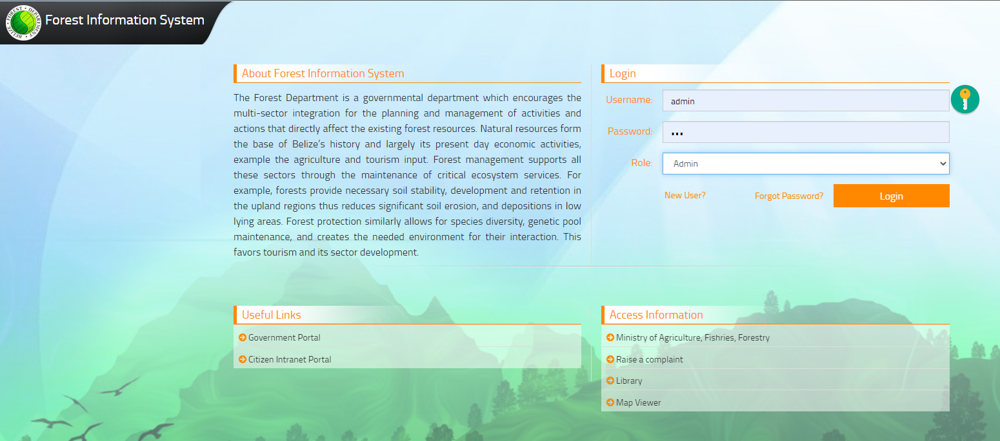 FOREST DEPARTMENT
BELIZE
Forest Information System
About Forest Information System
The Forest Department is a governmental department which encourages the
multi-sector integration for the planning and management of activities and
actions that directly affect the existing forest resources. Natural resources form
the base of Belize’s history and largely its present day economic activities,
example the agriculture and tourism input. Forest management supports all
these sectors through the maintenance of critical ecosystem services. For
example, forests provide necessary soil stability, development and retention in
the upland regions thus reduces significant soil erosion, and depositions in low
lying areas. Forest protection similarly allows for species diversity, genetic pool
maintenance, and creates the needed environment for their interaction. This
favors tourism and its sector development.
Login
Username: admin
Password: •••
Role: Admin
New User? Forgot Password? Login
Useful Links
Government Portal
Citizen Intranet Portal
Access Information
Ministry of Agriculture, Fishries, Forestry
Raise a complaint
Library
Map Viewer